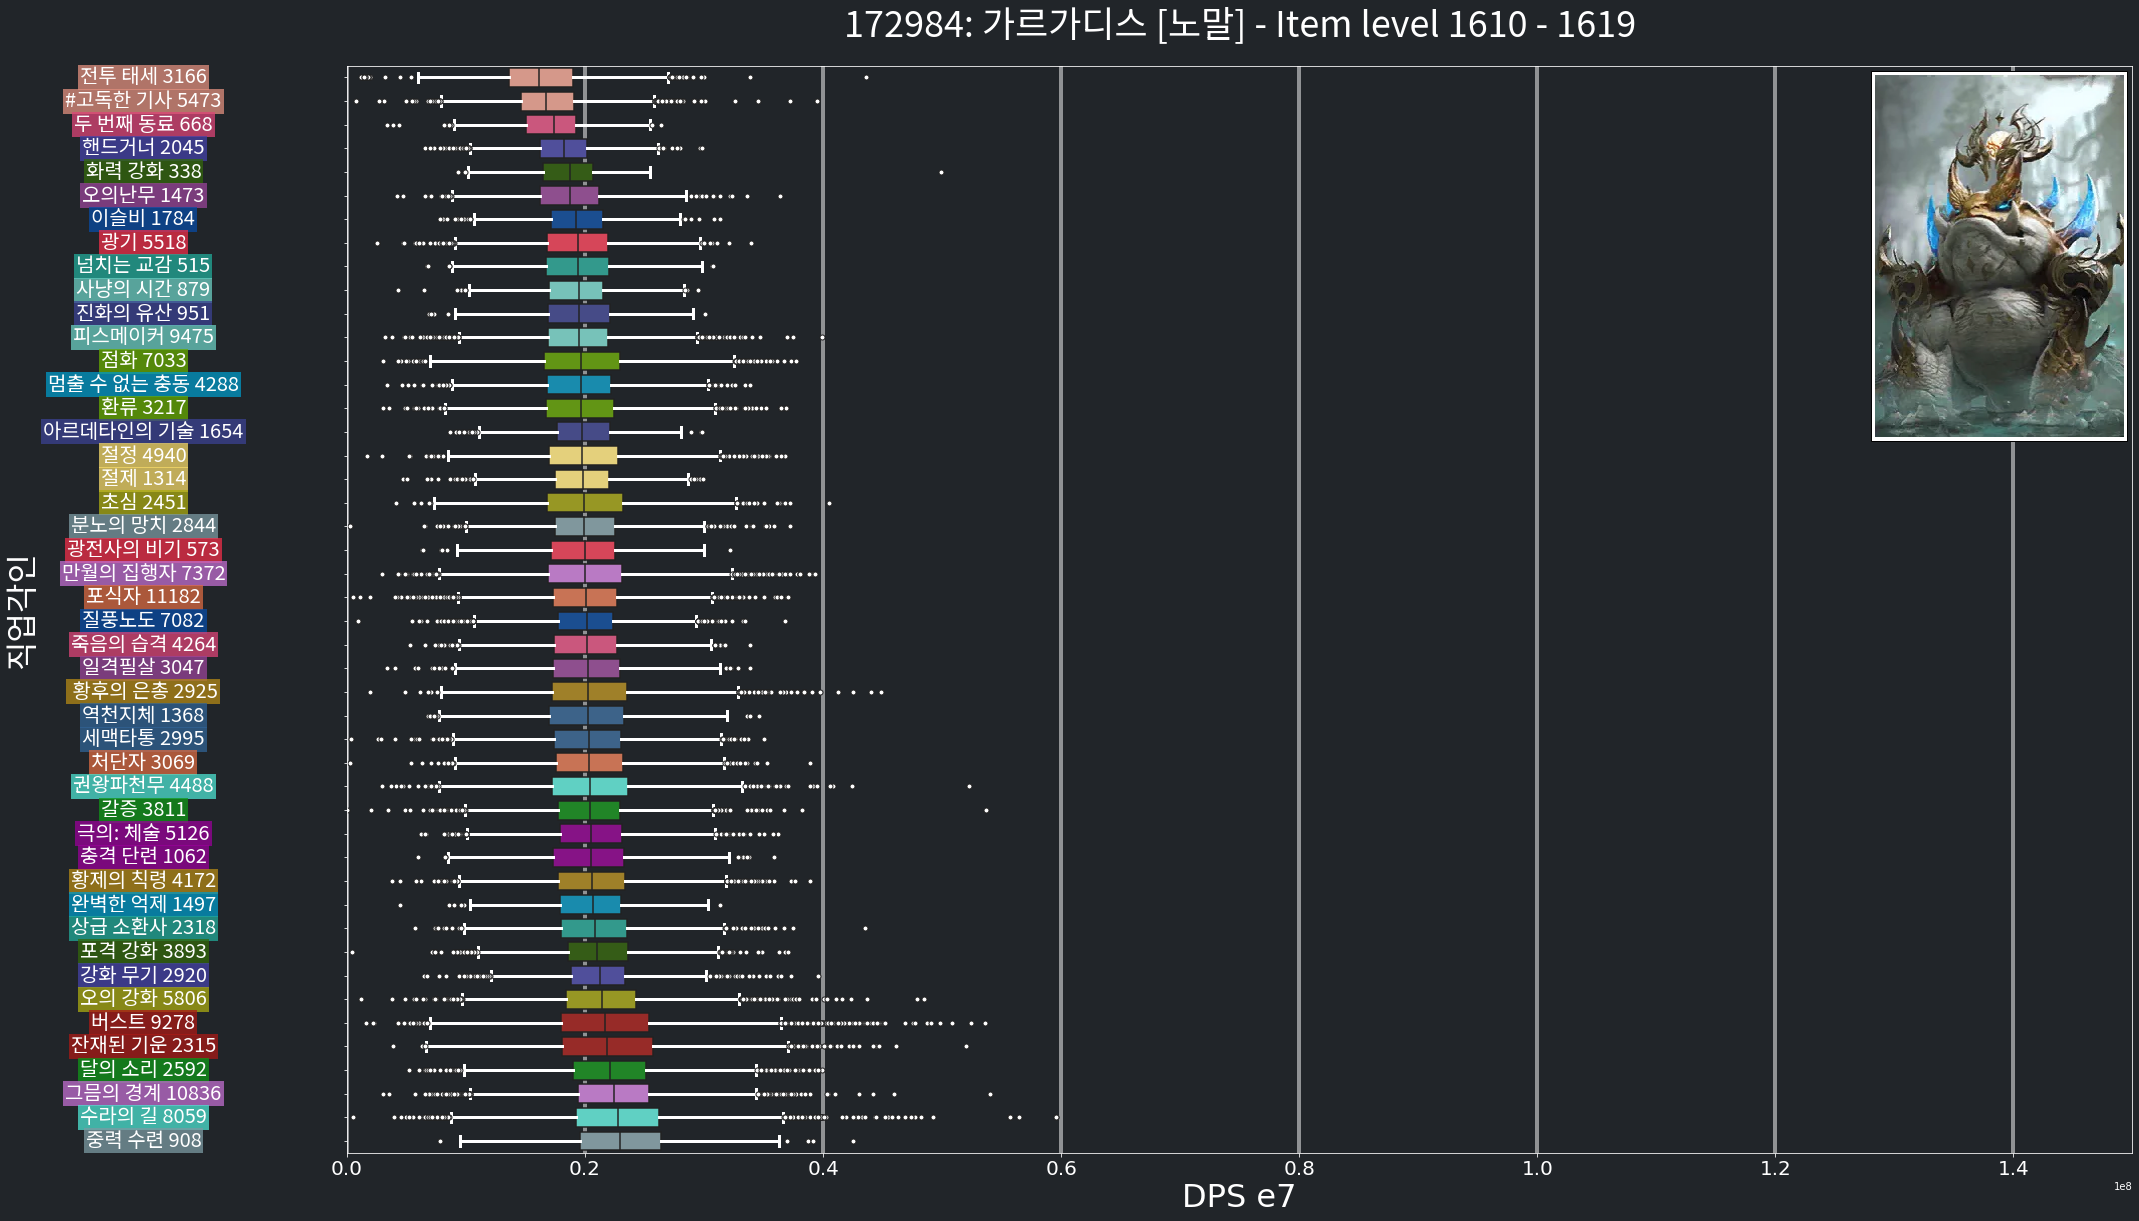 172984: 가르가디스 [노말] - Item level 1610 - 1619
전투 태세 3166
#고독한 기사 5473
두 번째 동료 668
핸드거너 2045
화력 강화 338
오의난무 1473
이슬비 1784
광기 5518
넘치는 교감 515
사냥의 시간 879
진화의 유산 951
피스메이커 9475
점화 7033
멈출 수 없는 충동 4288
환류 3217
아르데타인의 기술 1654
절정 4940
절제 1314
초심 2451
분노의 망치 2844
광전사의 비기 573
만월의 집행자 7372
포식자 11182
질풍노도 7082
죽음의 습격 4264
일격필살 3047
황후의 은총 2925
역천지체 1368
세맥타통 2995
처단자 3069
권왕파천무 4488
갈증 3811
극의: 체술 5126
충격 단련 1062
황제의 칙령 4172
완벽한 억제 1497
상급 소환사 2318
포격 강화 3893
강화 무기 2920
오의 강화 5806
버스트 9278
잔재된 기운 2315
달의 소리 2592
그믐의 경계 10836
수라의 길 8059
중력 수련 908
직업각인
0.0 0.2 0.4 0.6 0.8 1.0 1.2 1.4
1e8
DPS e7